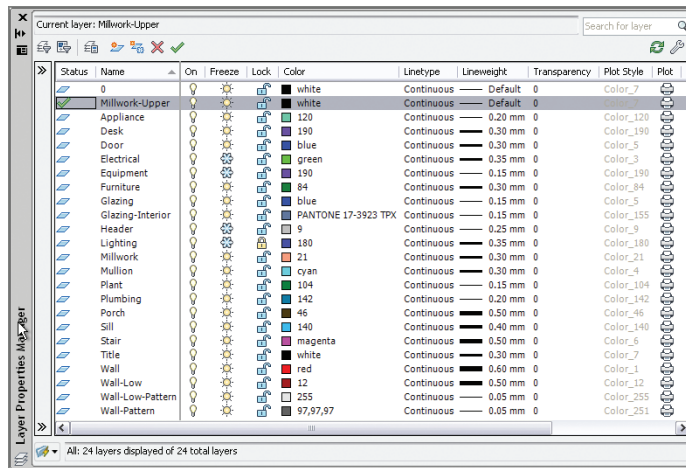 Current layer: Millwork-Upper
Search for layer
Status Name On Freeze Lock Color Linetype Lineweight Transparency Plot Style Plot
0 white Continuous Default 0 Color_7
Millwork-Upper white Continuous Default 0 Color_7
Appliance 120 Continuous 0.20 mm 0 Color_120
Desk 190 Continuous 0.30 mm 0 Color_190
Door blue Continuous 0.30 mm 0 Color_5
Electrical green Continuous 0.35 mm 0 Color_3
Equipment 190 Continuous 0.15 mm 0 Color_190
Furniture 84 Continuous 0.30 mm 0 Color_84
Glazing blue Continuous 0.15 mm 0 Color_5
Glazing-Interior PANTONE 17-3923 TPX Continuous 0.15 mm 0 Color_155
Header 9 Continuous 0.25 mm 0 Color_9
Lighting 180 Continuous 0.35 mm 0 Color_180
Millwork 21 Continuous 0.30 mm 0 Color_21
Mullion cyan Continuous 0.30 mm 0 Color_4
Plant 104 Continuous 0.15 mm 0 Color_104
Plumbing 142 Continuous 0.20 mm 0 Color_142
Porch 46 Continuous 0.50 mm 0 Color_46
Sill 140 Continuous 0.40 mm 0 Color_140
Stair magenta Continuous 0.50 mm 0 Color_6
Title white Continuous 0.30 mm 0 Color_7
Wall red Continuous 0.60 mm 0 Color_1
Wall-Low 12 Continuous 0.50 mm 0 Color_12
Wall-Low-Pattern 255 Continuous 0.05 mm 0 Color_255
Wall-Pattern 97,97,97 Continuous 0.05 mm 0 Color_251
All: 24 layers displayed of 24 total layers
Layer Properties Manager